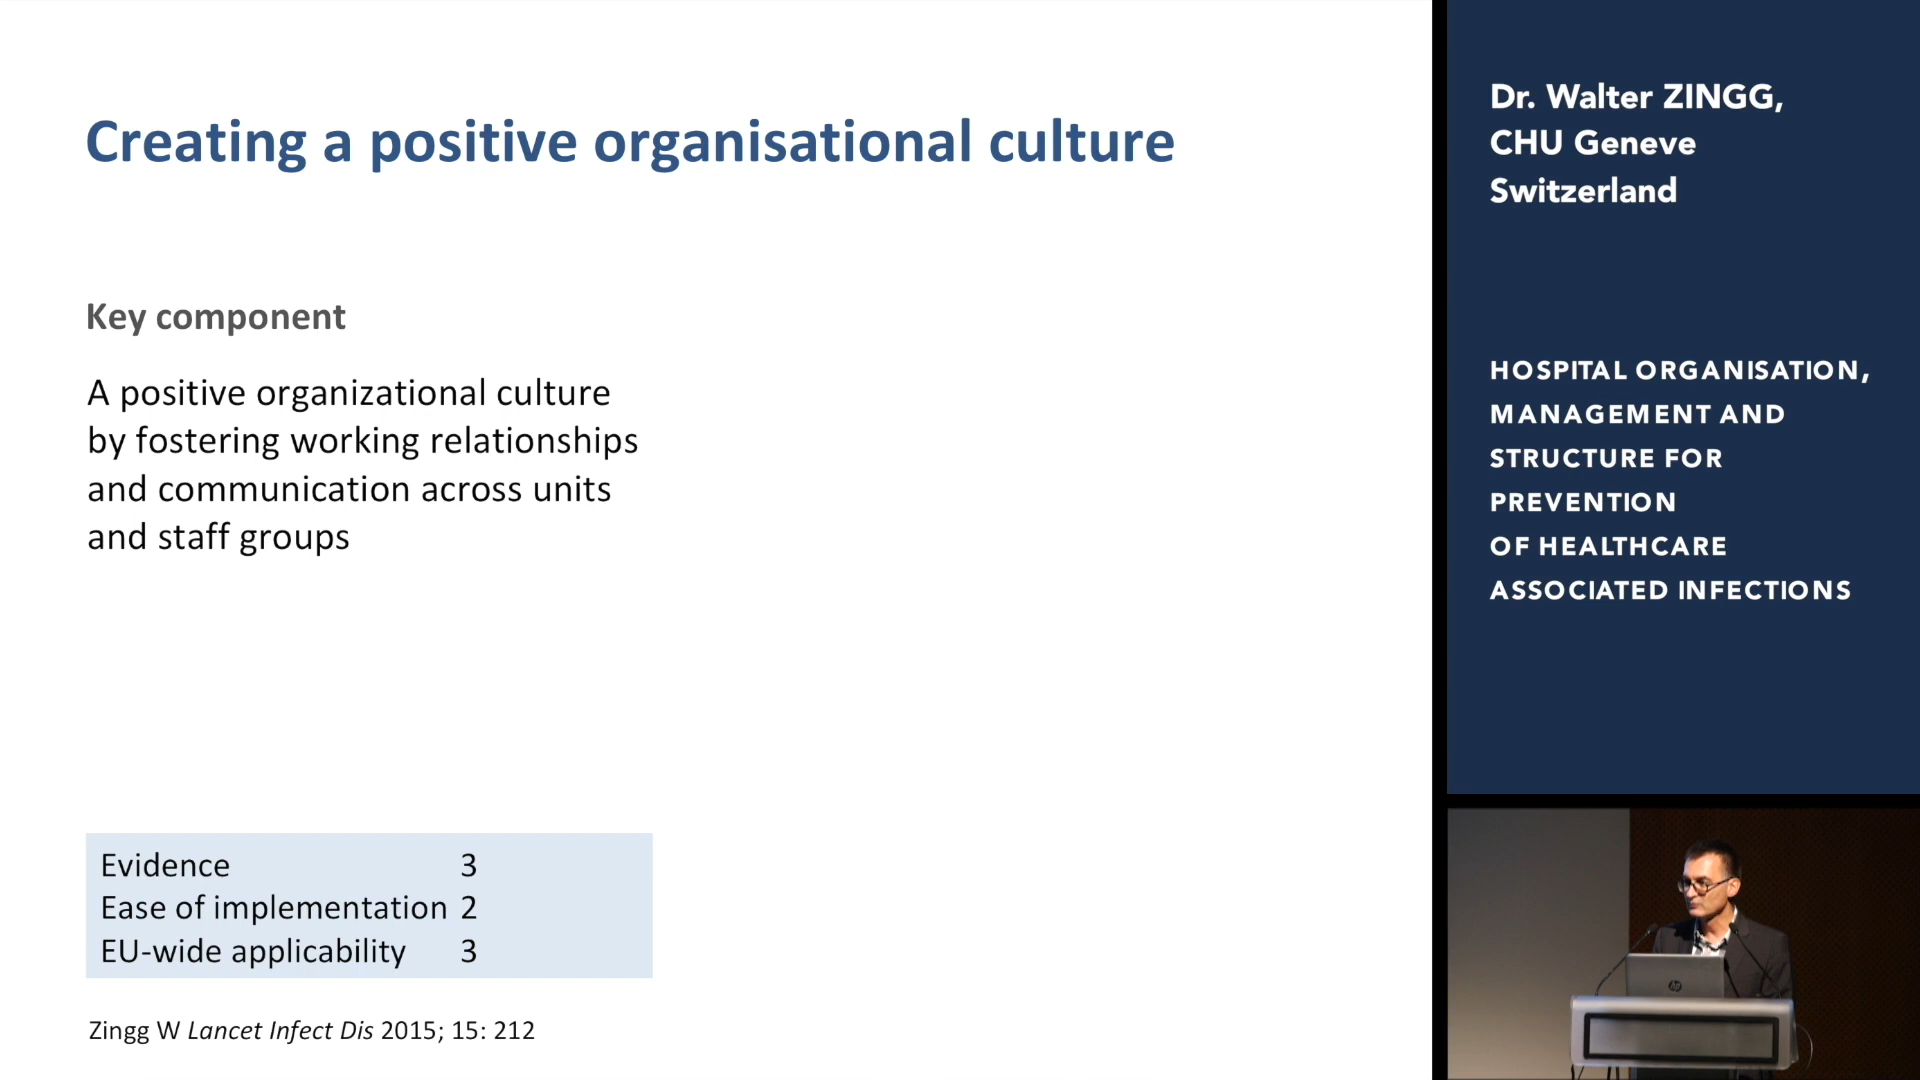 Creating a positive organisational culture
Key component
A positive organizational culture
by fostering working relationships
and communication across units
and staff groups
Evidence 3
Ease of implementation 2
EU-wide applicability 3
Zingg W Lancet Infect Dis 2015; 15: 212
Dr. Walter ZINGG,
CHU Geneve
Switzerland
HOSPITAL ORGANISATION,
MANAGEMENT AND
STRUCTURE FOR
PREVENTION
OF HEALTHCARE
ASSOCIATED INFECTIONS
hp